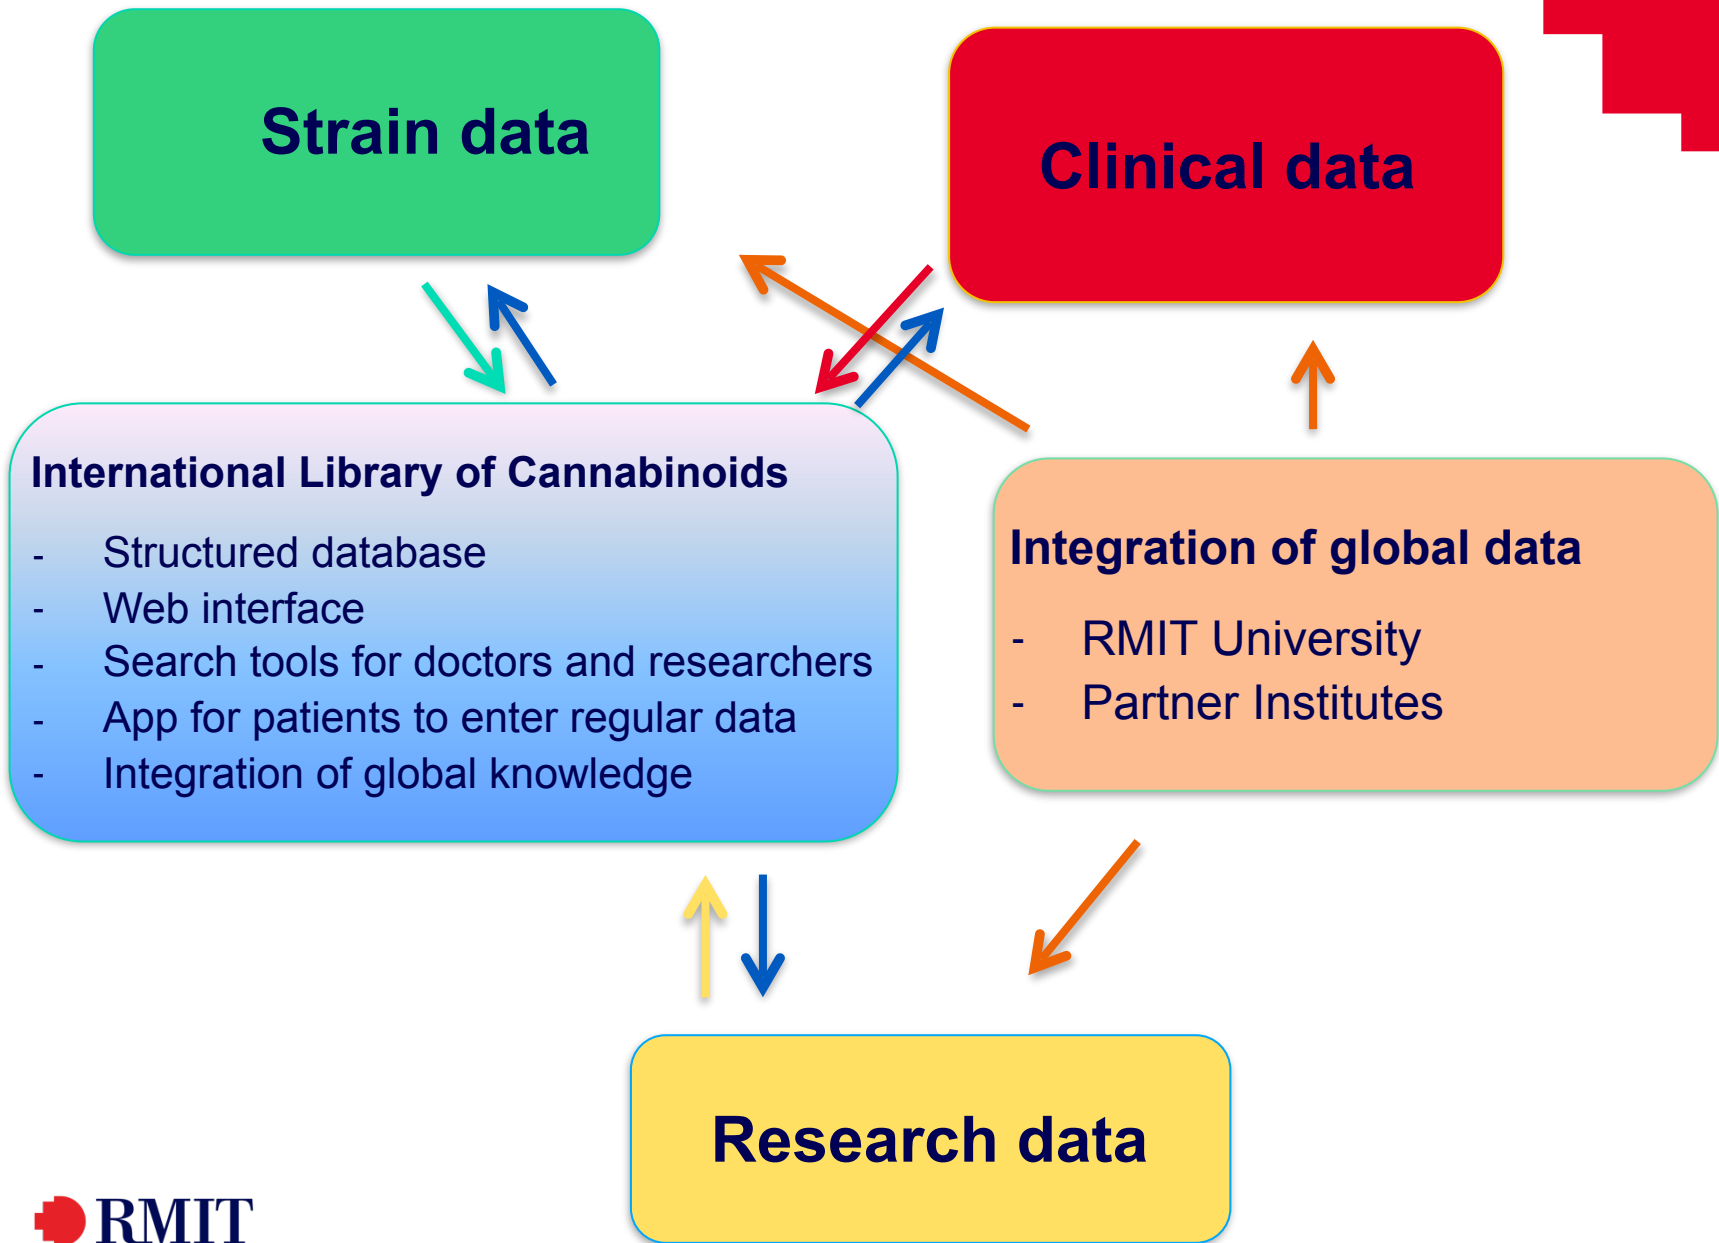 Strain data
Clinical data
International Library of Cannabinoids
- Structured database
- Web interface
- Search tools for doctors and researchers
- App for patients to enter regular data
- Integration of global knowledge
Integration of global data
- RMIT University
- Partner Institutes
Research data
RMIT